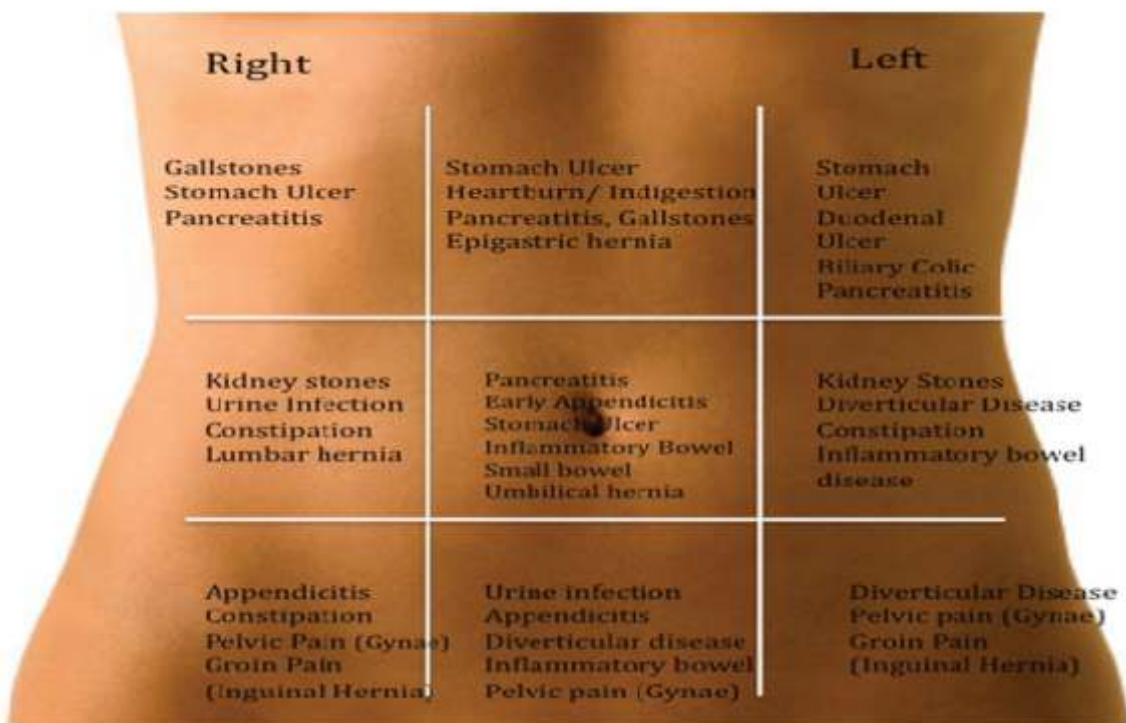 Right
Left
Gallstones
Stomach Ulcer
Pancreatitis
Stomach Ulcer
Heartburn/ Indigestion
Pancreatitis, Gallstones
Epigastric hernia
Stomach
Ulcer
Duodenal
Ulcer
Biliary Colic
Pancreatitis
Kidney stones
Urine Infection
Constipation
Lumbar hernia
Pancreatitis
Early Appendicitis
Stomach Ulcer
Inflammatory Bowel
Small bowel
Umbilical hernia
Kidney Stones
Diverticular Disease
Constipation
Inflammatory bowel
disease
Appendicitis
Constipation
Pelvic Pain (Gynae)
Groin Pain
(Inguinal Hernia)
Urine infection
Appendicitis
Diverticular disease
Inflammatory bowel
Pelvic pain (Gynae)
Diverticular Disease
Pelvic pain (Gynae)
Groin Pain
(Inguinal Hernia)